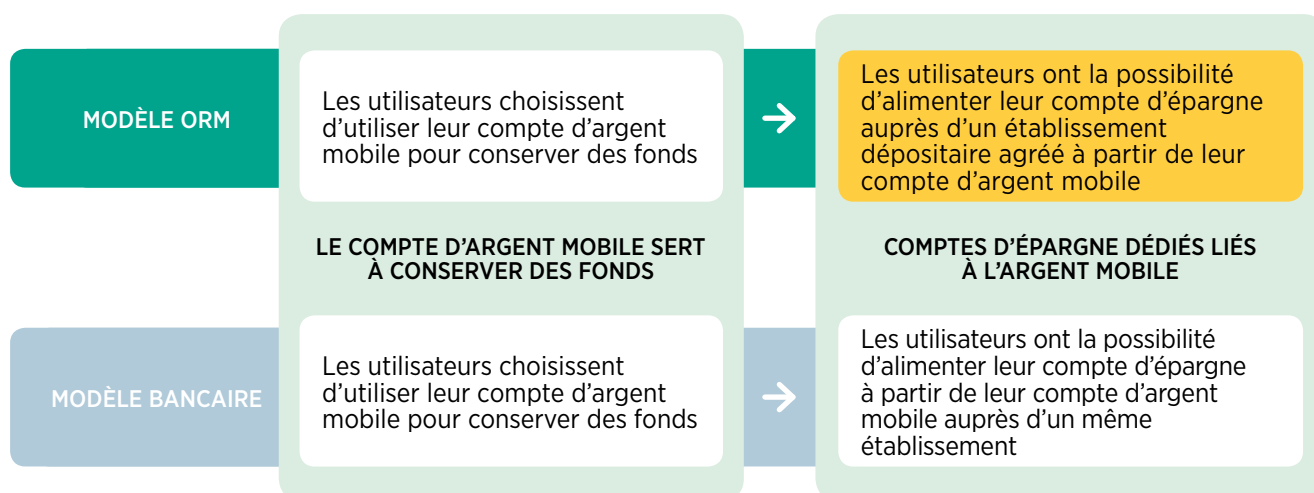 MODÈLE ORM
Les utilisateurs choisissent
d’utiliser leur compte d’argent
mobile pour conserver des fonds
Les utilisateurs ont la possibilité
d’alimenter leur compte d’épargne
auprès d’un établissement
dépositaire agréé à partir de leur
compte d’argent mobile
LE COMPTE D’ARGENT MOBILE SERT
À CONSERVER DES FONDS
COMPTES D’ÉPARGNE DÉDIÉS LIÉS
À L’ARGENT MOBILE
MODÈLE BANCAIRE
Les utilisateurs choisissent
d’utiliser leur compte d’argent
mobile pour conserver des fonds
Les utilisateurs ont la possibilité
d’alimenter leur compte d’épargne
à partir de leur compte d’argent
mobile auprès d’un même
établissement